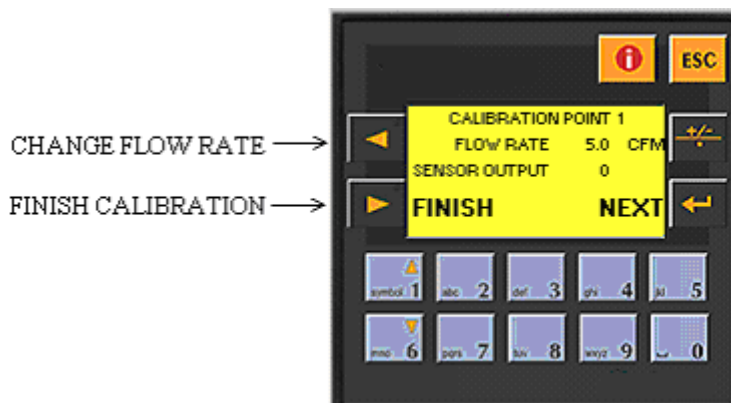 ESC
CALIBRATION POINT 1
CHANGE FLOW RATE
FLOW RATE 5.0 CFM
+/-
SENSOR OUTPUT 0
FINISH CALIBRATION
FINISH NEXT
symbol 1
abc 2
def 3
ghi 4
jkl 5
mno 6
pqrs 7
tuv 8
wxyz 9
0